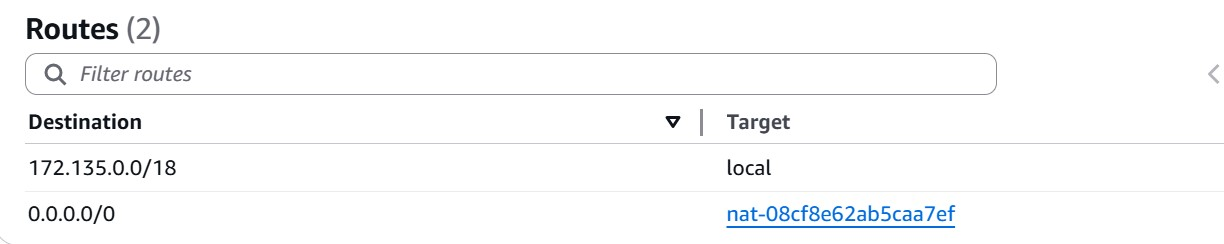 Routes (2)
Filter routes
Destination Target
172.135.0.0/18 local
0.0.0.0/0 nat-08cf8e62ab5caa7ef